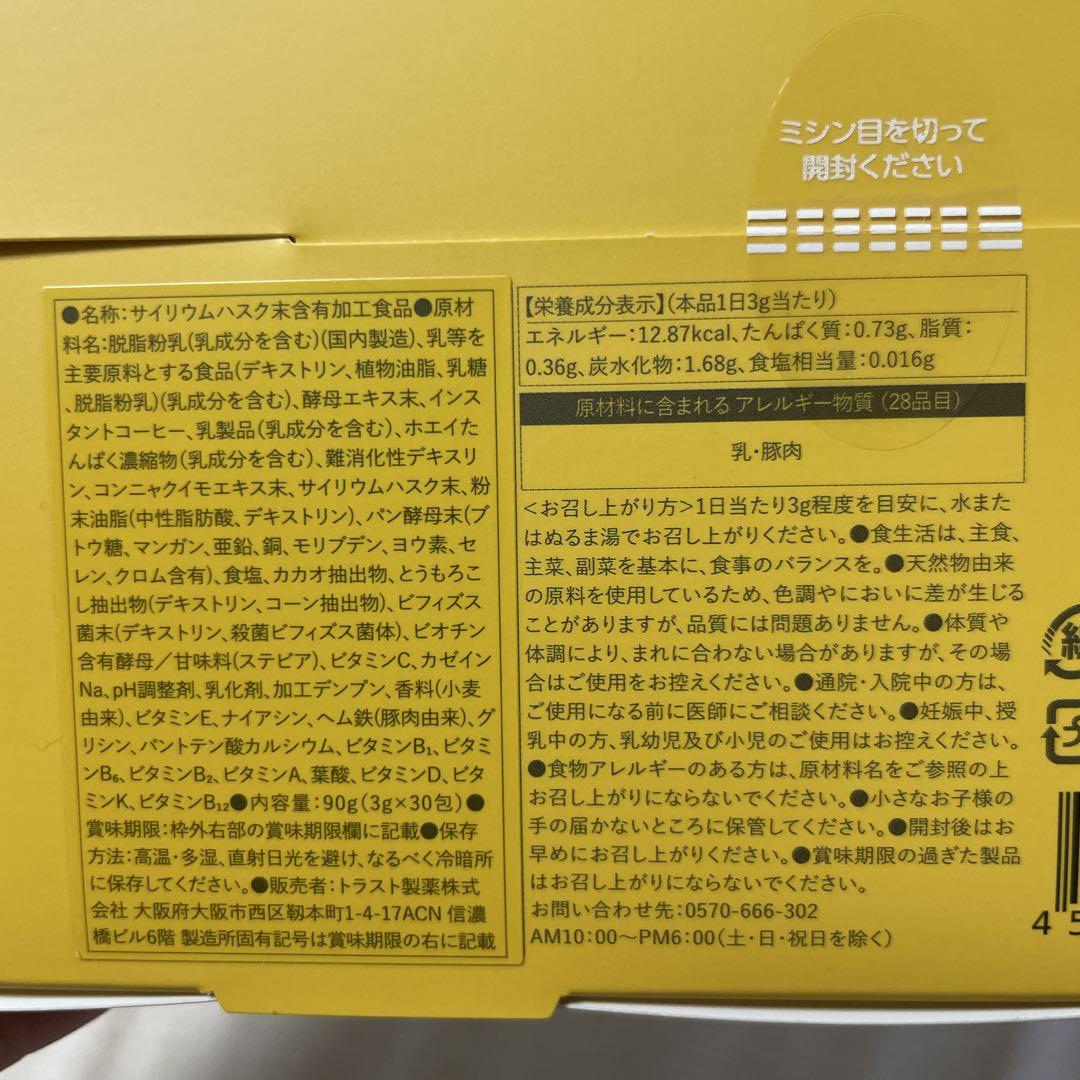 ミシン目を切って
開封ください
●名称:サイリウムハスク末含有加工食品●原材
料名:脱脂粉乳(乳成分を含む)(国内製造)、乳等を
主要原料とする食品(デキストリン、植物油脂、乳糖
、脱脂粉乳)(乳成分を含む)、酵母エキス末、インス
タントコーヒー、乳製品(乳成分を含む)、ホエイた
んぱく濃縮物(乳成分を含む)、難消化性デキスリ
ン、コンニャクイモエキス末、サイリウムハスク末、粉
末油脂(中性脂肪酸、デキストリン)、パン酵母末(ブ
トウ糖、マンガン、亜鉛、銅、モリブデン、ヨウ素、セ
レン、クロム含有)、食塩、カカオ抽出物、とうもろこ
し抽出物(デキストリン、コーン抽出物)、ビフィズス
菌末(デキストリン、殺菌ビフィズス菌体)、ビオチン
含有酵母／甘味料(ステビア)、ビタミンC、カゼイン
Na、pH調整剤、乳化剤、加工デンプン、香料(小麦
由来)、ビタミンE、ナイアシン、ヘム鉄(豚肉由来)、グ
リシン、パントテン酸カルシウム、ビタミンB₁、ビタミ
ンB₆、ビタミンB₂、ビタミンA、葉酸、ビタミンD、ビタ
ミンK、ビタミンB₁₂●内容量:90g(3g×30包)●
賞味期限:枠外右部の賞味期限欄に記載●保存
方法:高温・多湿、直射日光を避け、なるべく冷暗所
に保存してください。●販売者:トラスト製薬株式
会社 大阪府大阪市西区靱本町1-4-17ACN 信濃
橋ビル6階 製造所固有記号は賞味期限の右に記載
【栄養成分表示】(本品1日3g当たり)
エネルギー:12.87kcal、たんぱく質:0.73g、脂質:
0.36g、炭水化物:1.68g、食塩相当量:0.016g
原材料に含まれる アレルギー物質 (28品目)
乳・豚肉
<お召し上がり方>1日当たり3g程度を目安に、水また
はぬるま湯でお召し上がりください。●食生活は、主食、
主菜、副菜を基本に、食事のバランスを。●天然物由来
の原料を使用しているため、色調やにおいに差が生じる
ことがありますが、品質には問題ありません。●体質や
体調により、まれに合わない場合がありますが、その場
合はご使用をお控えください。●通院・入院中の方は、
ご使用になる前に医師にご相談ください。●妊娠中、授
乳中の方、乳幼児及び小児のご使用はお控えください。
●食物アレルギーのある方は、原材料名をご参照の上
お召し上がりにならないでください。●小さなお子様の
手の届かないところに保管してください。●開封後はお
早めにお召し上がりください。●賞味期限の過ぎた製品
はお召し上がりにならないでください。
お問い合わせ先:0570-666-302
AM10:00～PM6:00(土・日・祝日を除く)
4